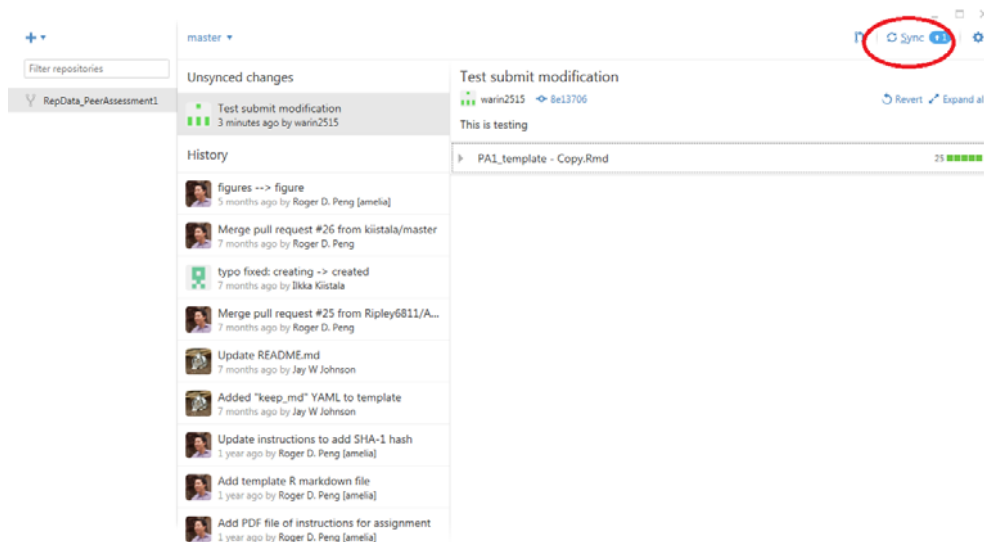 master
Sync
1
Filter repositories
RepData_PeerAssessment1
Unsynced changes
Test submit modification
3 minutes ago by warin2515
History
figures --> figure
5 months ago by Roger D. Peng [amelia]
Merge pull request #26 from kiistala/master
7 months ago by Roger D. Peng
typo fixed: creating -> created
7 months ago by Ilkka Kiistala
Merge pull request #25 from Ripley6811/A...
7 months ago by Roger D. Peng
Update README.md
7 months ago by Jay W Johnson
Added "keep_md" YAML to template
7 months ago by Jay W Johnson
Update instructions to add SHA-1 hash
1 year ago by Roger D. Peng [amelia]
Add template R markdown file
1 year ago by Roger D. Peng [amelia]
Add PDF file of instructions for assignment
1 year ago by Roger D. Peng [amelia]
Test submit modification
warin2515
8e13706
Revert
Expand al
This is testing
PA1_template - Copy.Rmd
25